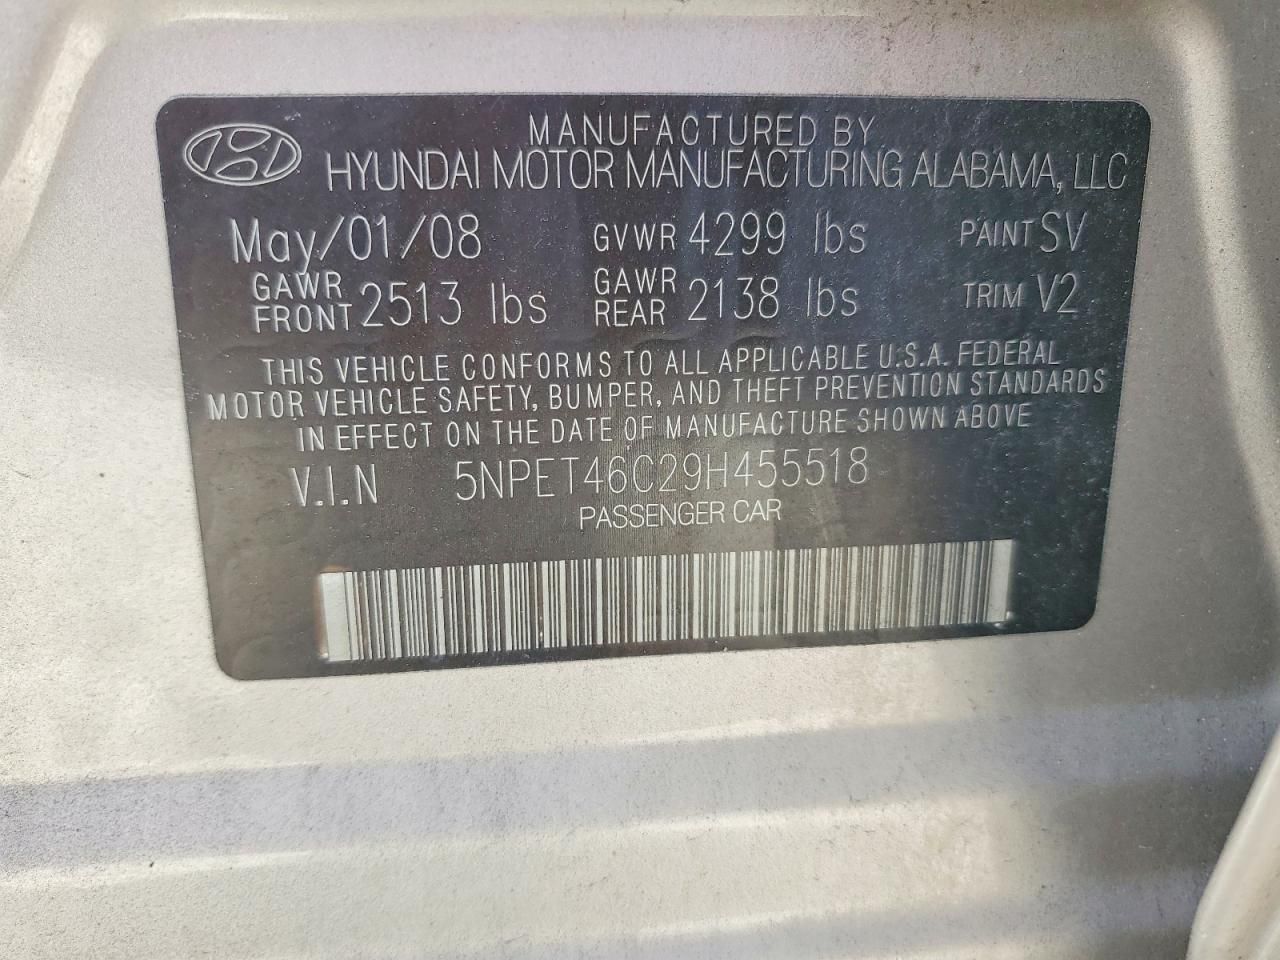 MANUFACTURED BY
HYUNDAI MOTOR MANUFACTURING ALABAMA, LLC
May/01/08 GVWR 4299 lbs PAINT SV
GAWR FRONT 2513 lbs GAWR REAR 2138 lbs TRIM V2
THIS VEHICLE CONFORMS TO ALL APPLICABLE U.S.A. FEDERAL
MOTOR VEHICLE SAFETY, BUMPER, AND THEFT PREVENTION STANDARDS
IN EFFECT ON THE DATE OF MANUFACTURE SHOWN ABOVE
V.I.N 5NPET46C29H455518
PASSENGER CAR